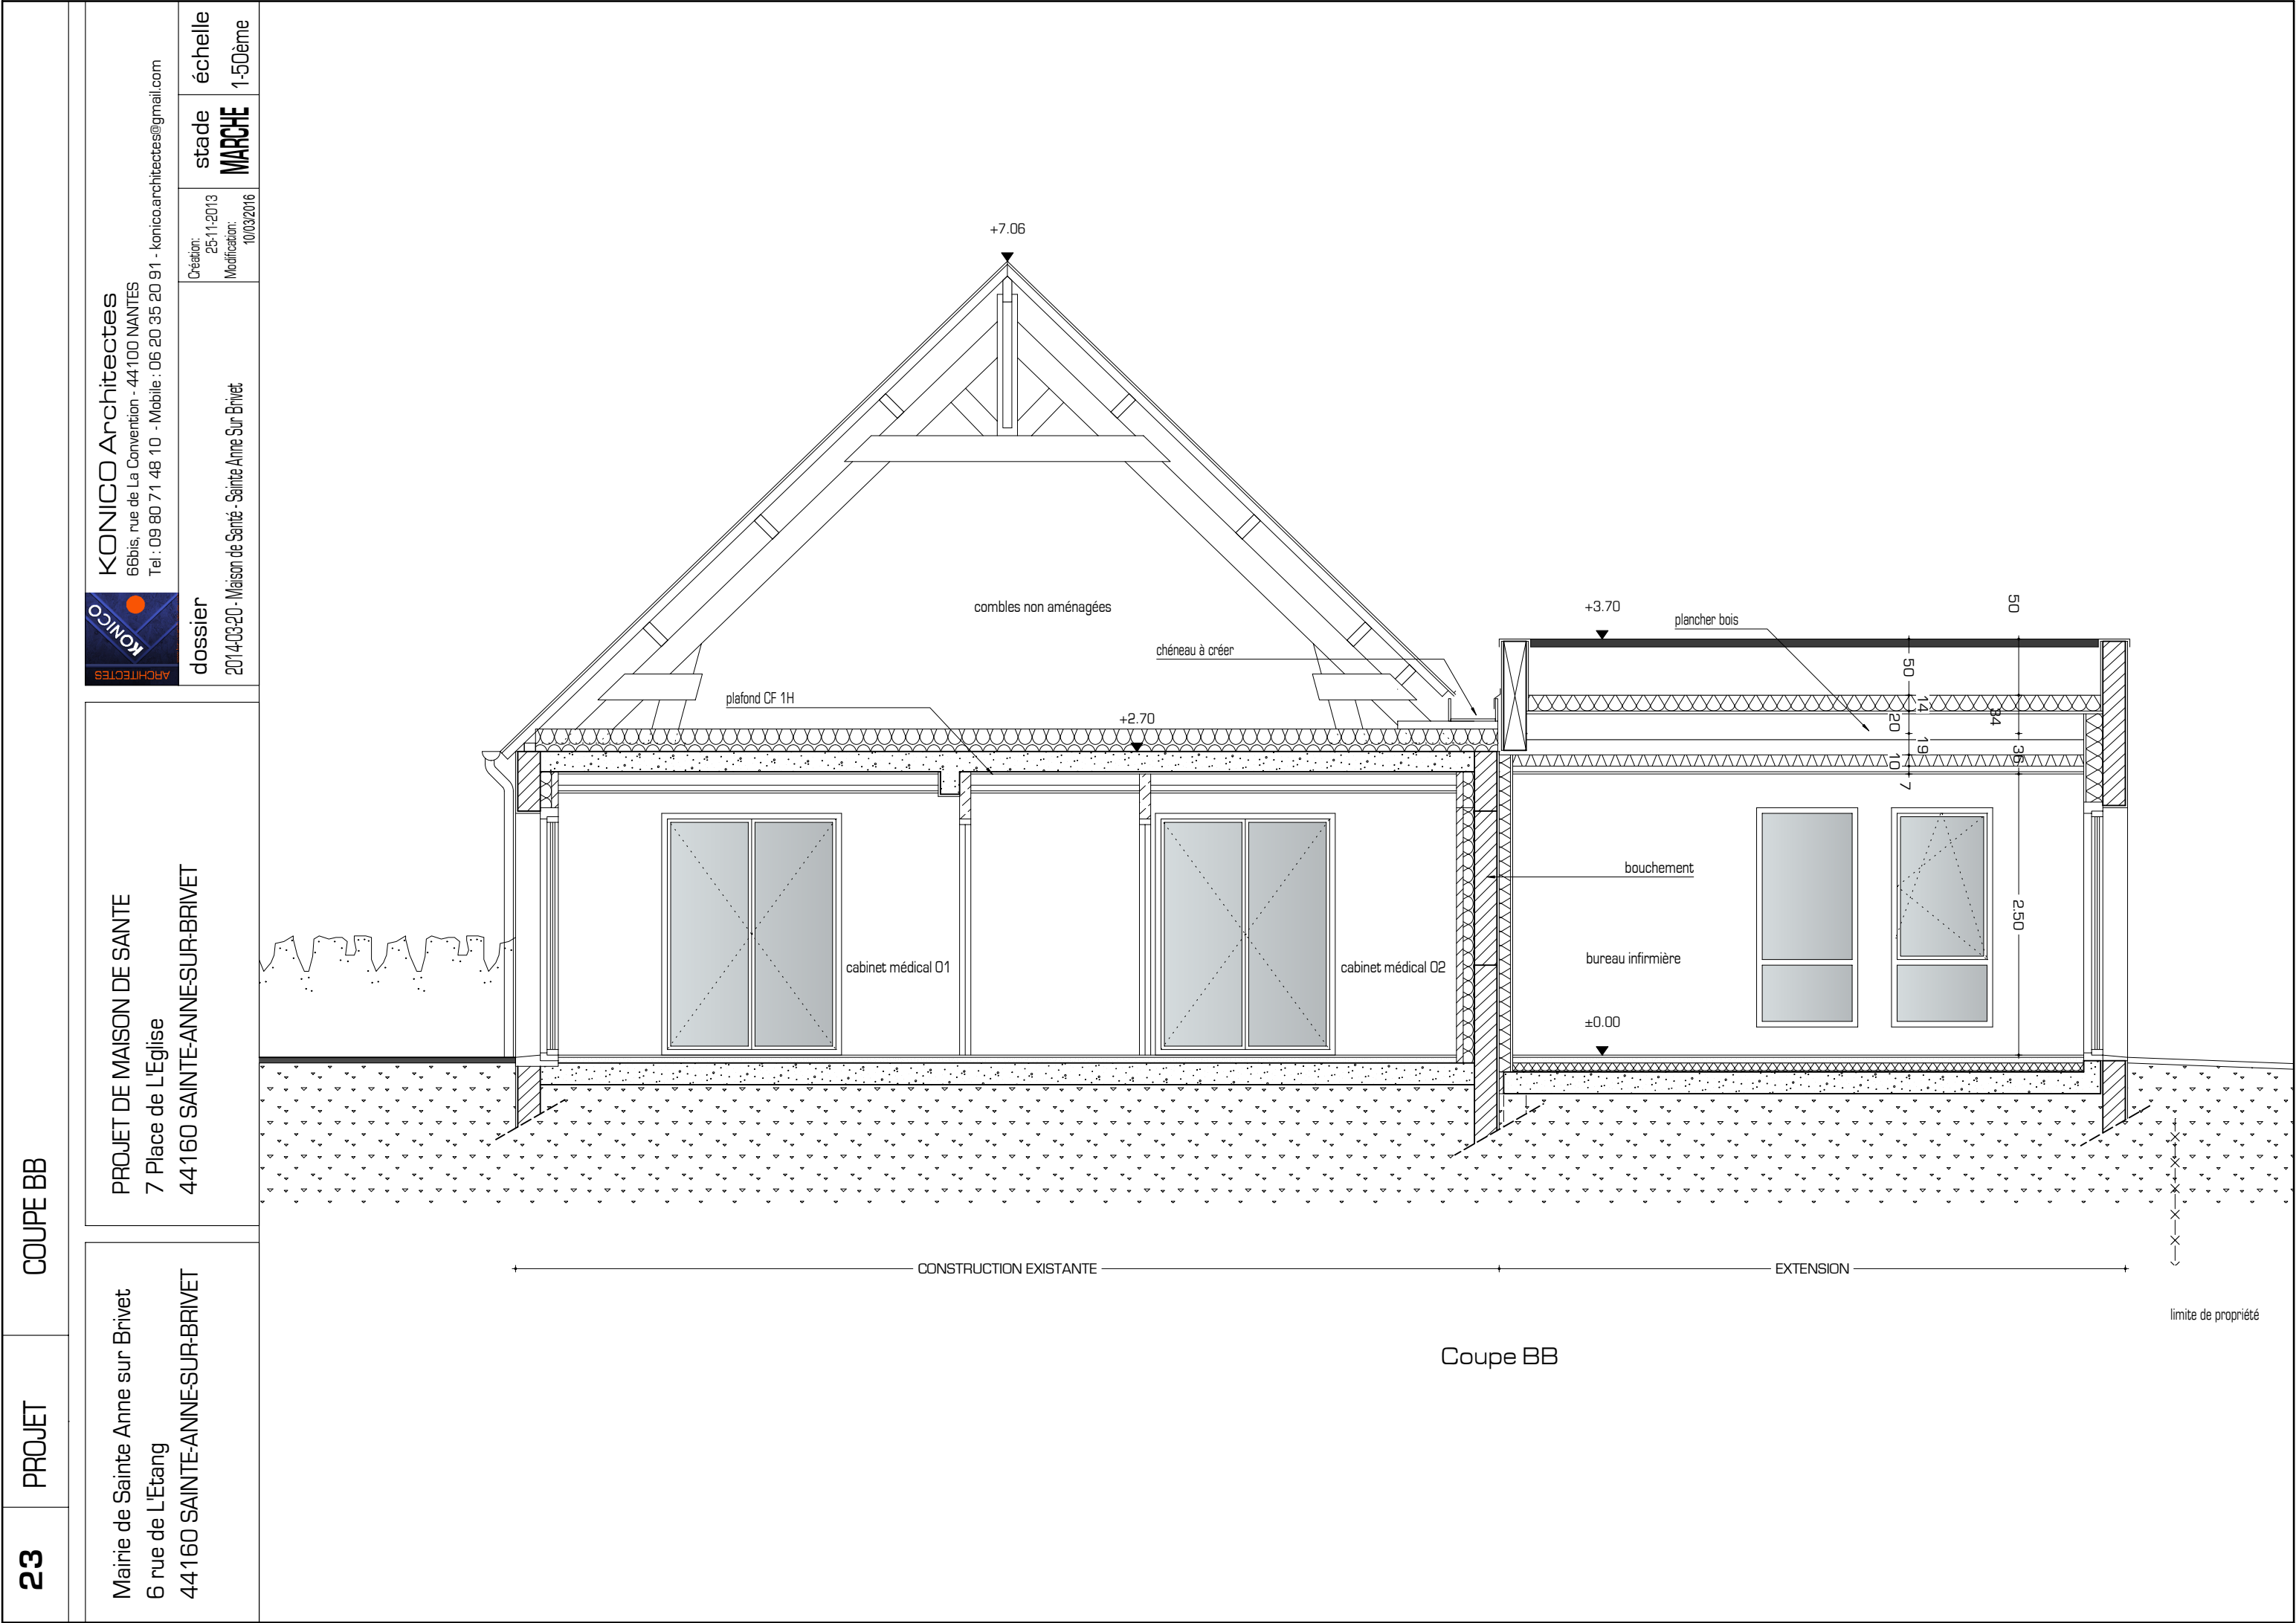 23
PROJET
COUPE BB
Mairie de Sainte Anne sur Brivet
6 rue de L'Etang
44160 SAINTE-ANNE-SUR-BRIVET
PROJET DE MAISON DE SANTE
7 Place de L'Eglise
44160 SAINTE-ANNE-SUR-BRIVET
KONICO
ARCHITECTES
KONICO Architectes
66bis, rue de La Convention - 44100 NANTES
Tel : 09 80 71 48 10 - Mobile : 06 20 35 20 91 - konico.architectes@gmail.com
dossier
2014-03-20 - Maison de Santé - Sainte Anne Sur Brivet
Création:
25-11-2013
Modification:
10/03/2016
stade
MARCHE
échelle
1-50ème
+7.06
combles non aménagées
chéneau à créer
plafond CF 1H
+2.70
+3.70
plancher bois
50
50
14
34
20
19
36
10
7
2.50
bouchement
cabinet médical 01
cabinet médical 02
bureau infirmière
±0.00
CONSTRUCTION EXISTANTE
EXTENSION
limite de propriété
Coupe BB